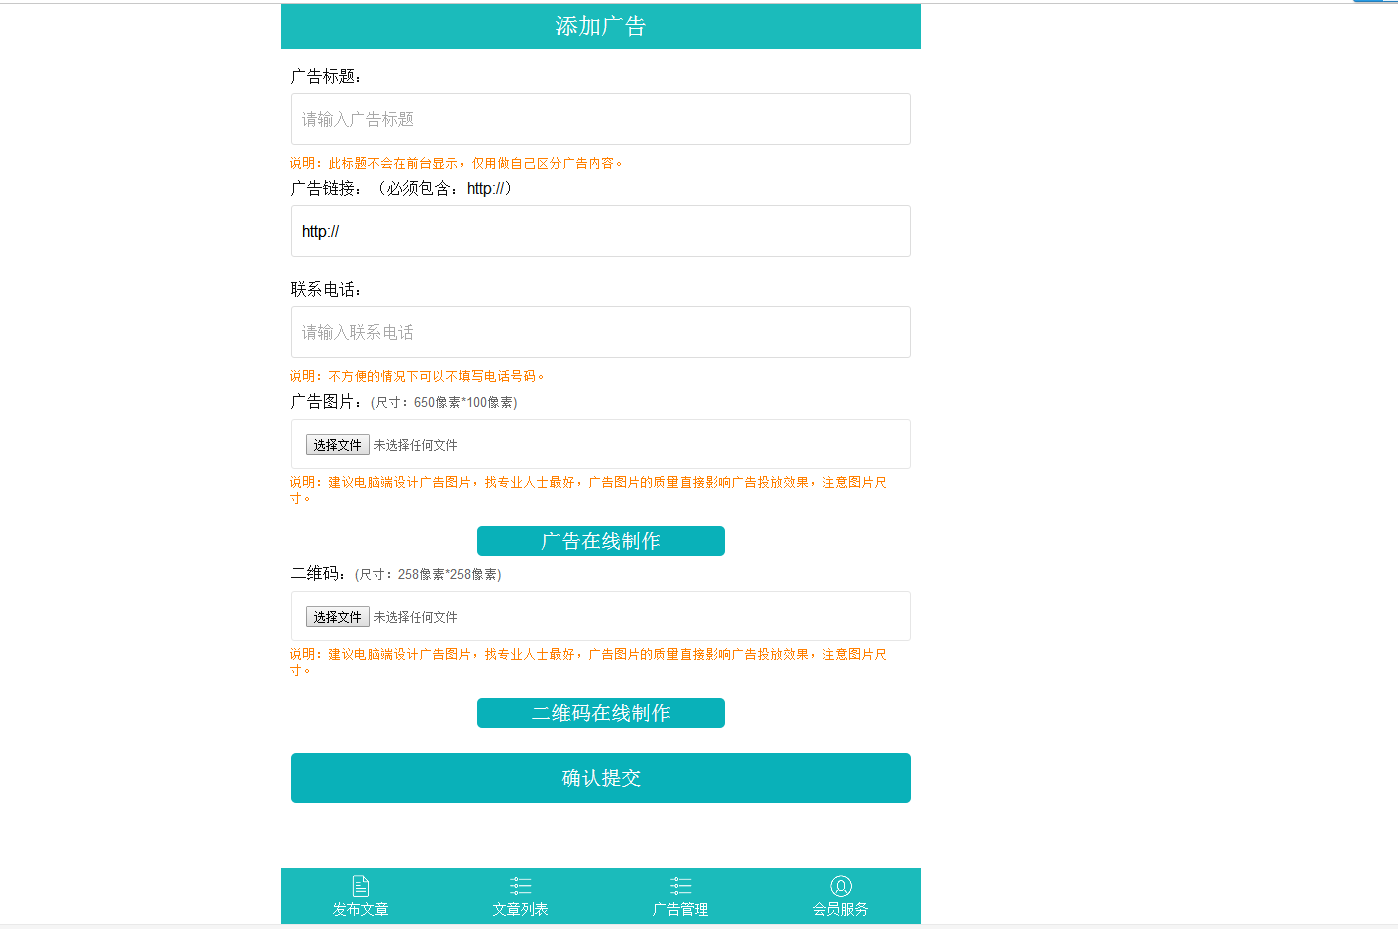 添加广告
广告标题：
请输入广告标题
说明：此标题不会在前台显示，仅用做自己区分广告内容。
广告链接：（必须包含：http://）
http://
联系电话：
请输入联系电话
说明：不方便的情况下可以不填写电话号码。
广告图片：(尺寸：650像素*100像素)
选择文件 未选择任何文件
说明：建议电脑端设计广告图片，找专业人士最好，广告图片的质量直接影响广告投放效果，注意图片尺
寸。
广告在线制作
二维码：(尺寸：258像素*258像素)
选择文件 未选择任何文件
说明：建议电脑端设计广告图片，找专业人士最好，广告图片的质量直接影响广告投放效果，注意图片尺
寸。
二维码在线制作
确认提交
发布文章 文章列表 广告管理 会员服务